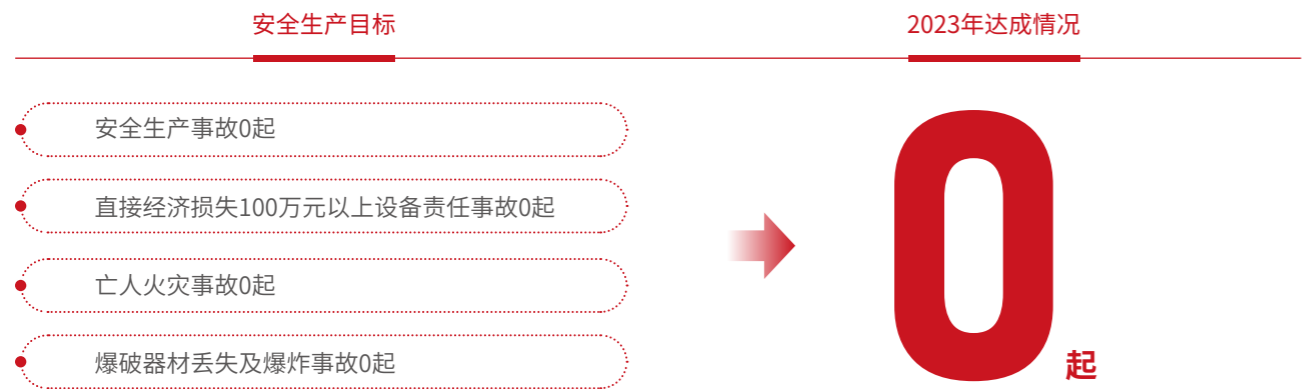 安全生产目标
2023年达成情况
安全生产事故0起
直接经济损失100万元以上设备责任事故0起
亡人火灾事故0起
爆破器材丢失及爆炸事故0起
0起